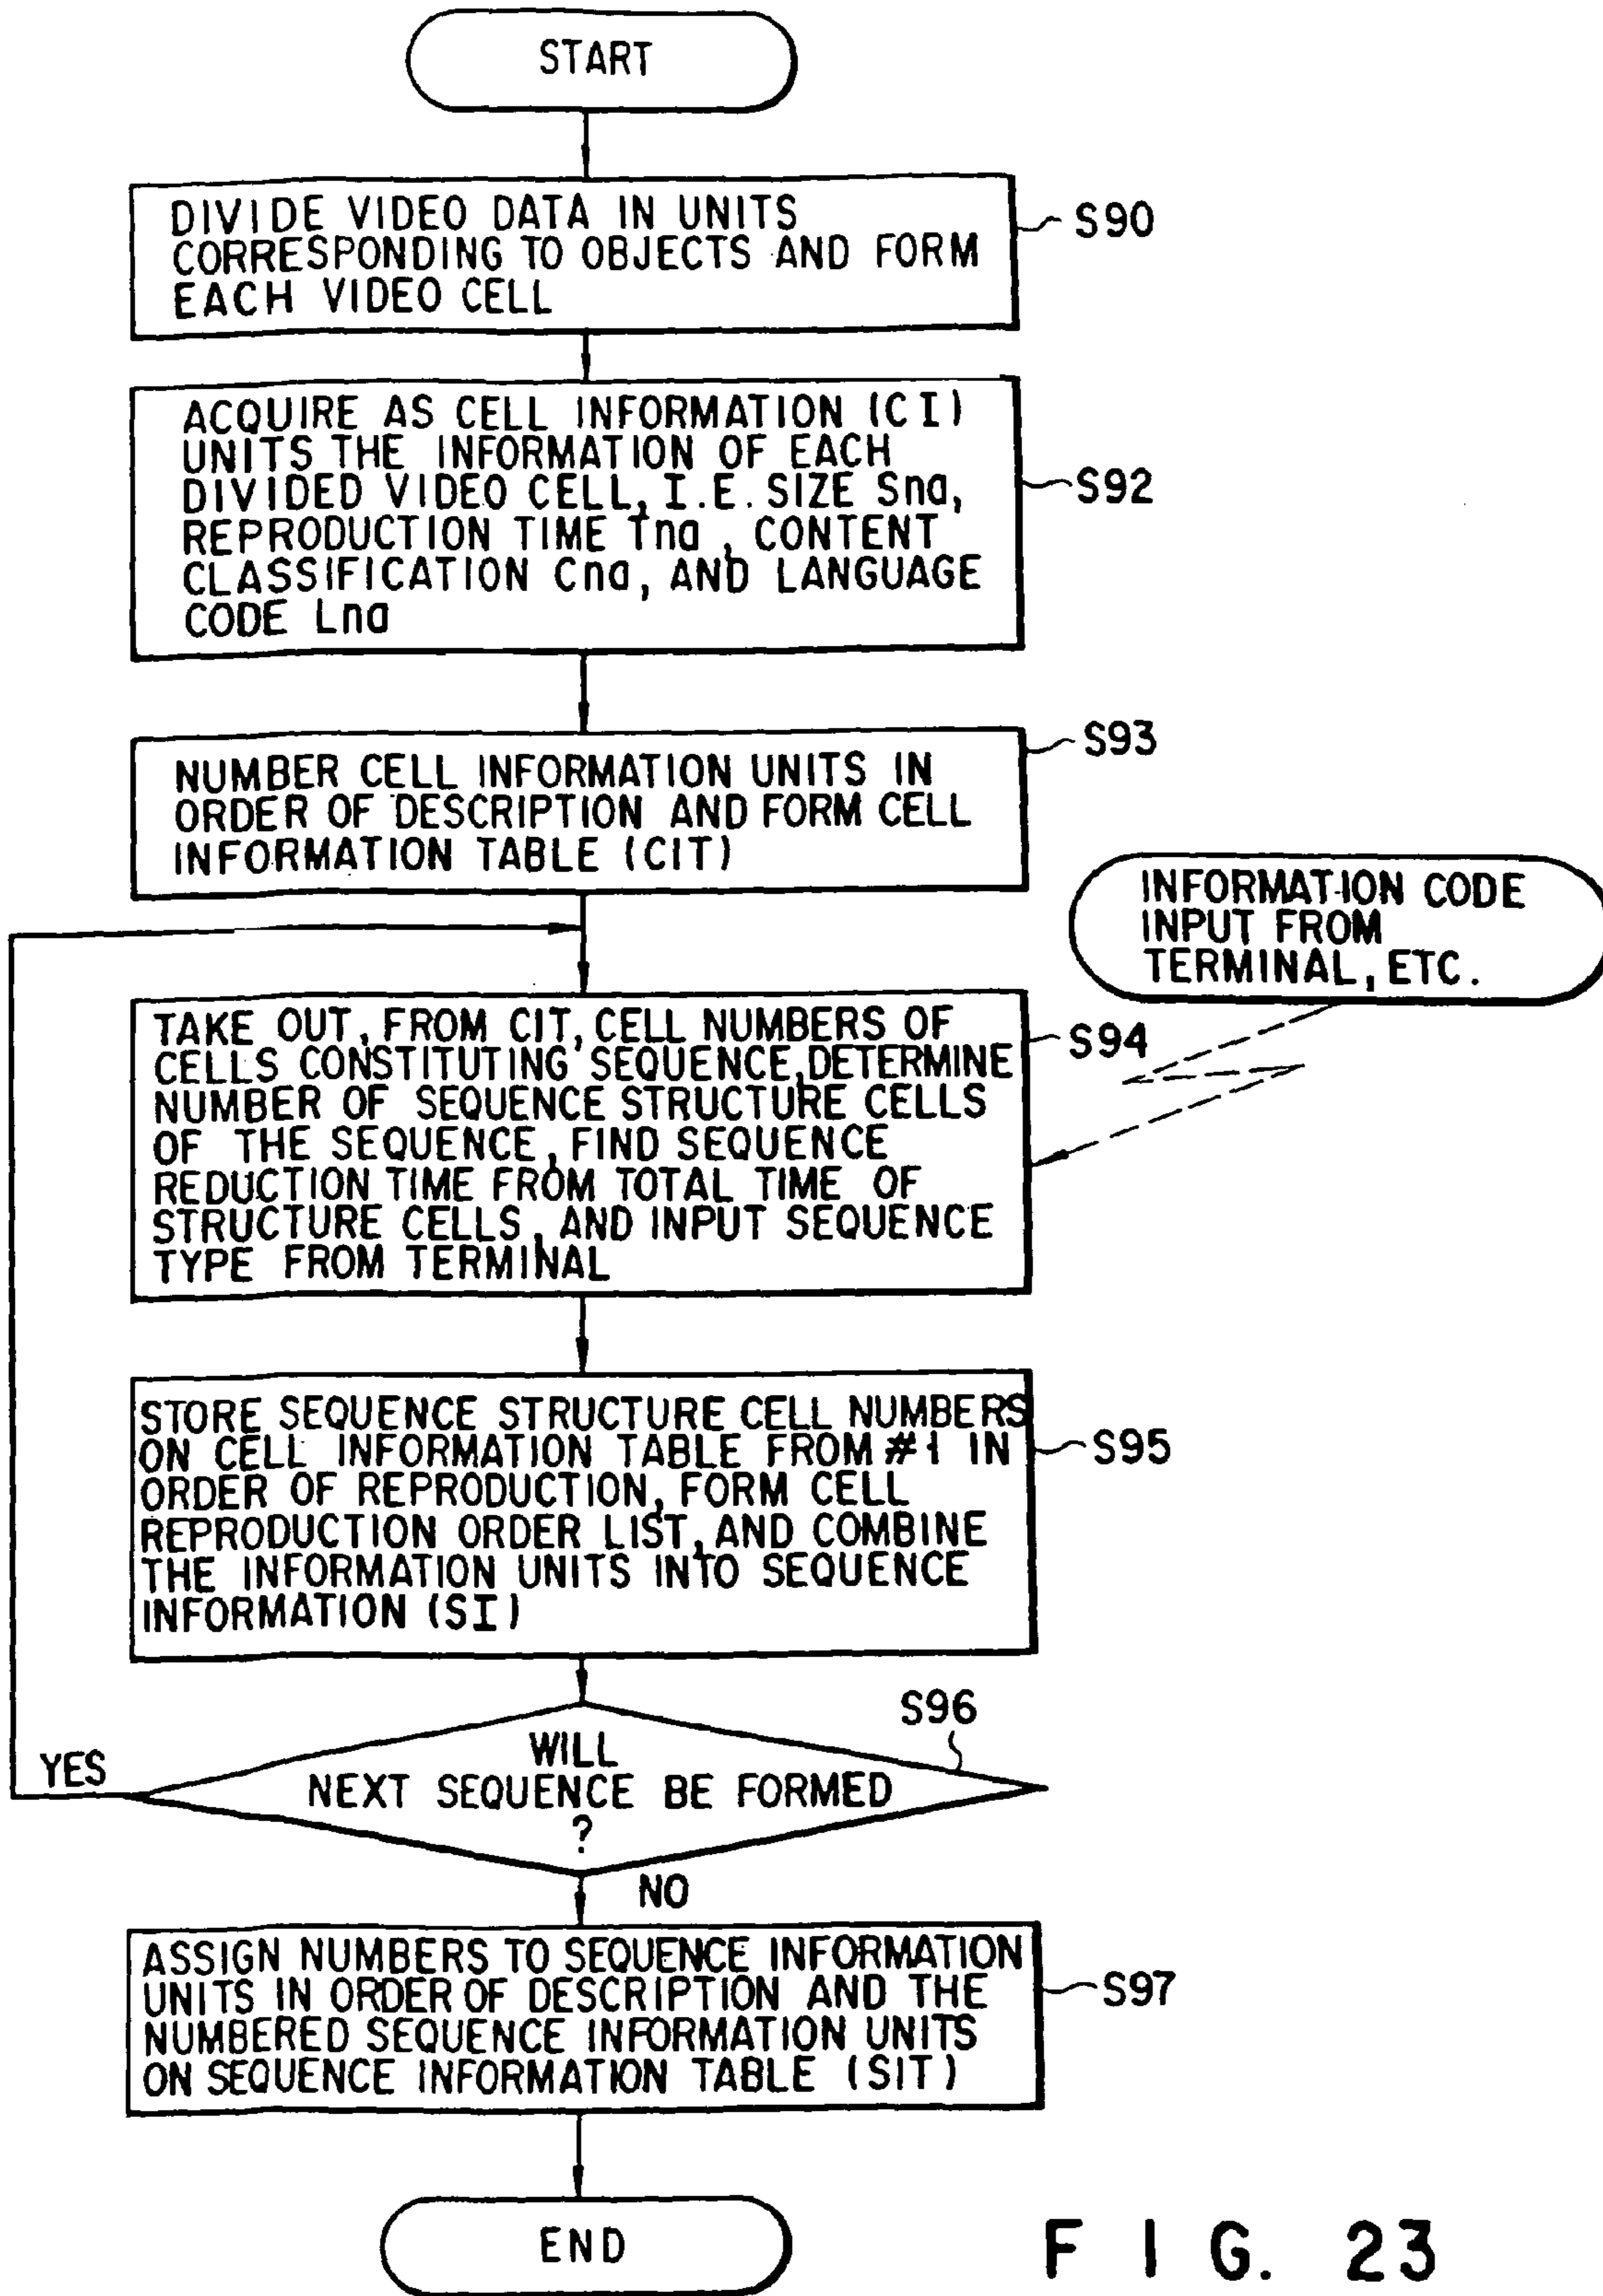 START
DIVIDE VIDEO DATA IN UNITS
CORRESPONDING TO OBJECTS AND FORM
EACH VIDEO CELL
S90
ACQUIRE AS CELL INFORMATION (CI)
UNITS THE INFORMATION OF EACH
DIVIDED VIDEO CELL, I.E. SIZE Sna,
REPRODUCTION TIME Tna, CONTENT
CLASSIFICATION Cna, AND LANGUAGE
CODE Lna
S92
NUMBER CELL INFORMATION UNITS IN
ORDER OF DESCRIPTION AND FORM CELL
INFORMATION TABLE (CIT)
S93
INFORMATION CODE
INPUT FROM
TERMINAL, ETC.
TAKE OUT, FROM CIT, CELL NUMBERS OF
CELLS CONSTITUTING SEQUENCE, DETERMINE
NUMBER OF SEQUENCE STRUCTURE CELLS
OF THE SEQUENCE, FIND SEQUENCE
REDUCTION TIME FROM TOTAL TIME OF
STRUCTURE CELLS, AND INPUT SEQUENCE
TYPE FROM TERMINAL
S94
STORE SEQUENCE STRUCTURE CELL NUMBERS
ON CELL INFORMATION TABLE FROM #1 IN
ORDER OF REPRODUCTION, FORM CELL
REPRODUCTION ORDER LIST, AND COMBINE
THE INFORMATION UNITS INTO SEQUENCE
INFORMATION (SI)
S95
S96
WILL
NEXT SEQUENCE BE FORMED
?
YES
NO
ASSIGN NUMBERS TO SEQUENCE INFORMATION
UNITS IN ORDER OF DESCRIPTION AND THE
NUMBERED SEQUENCE INFORMATION UNITS
ON SEQUENCE INFORMATION TABLE (SIT)
S97
END
FIG. 23